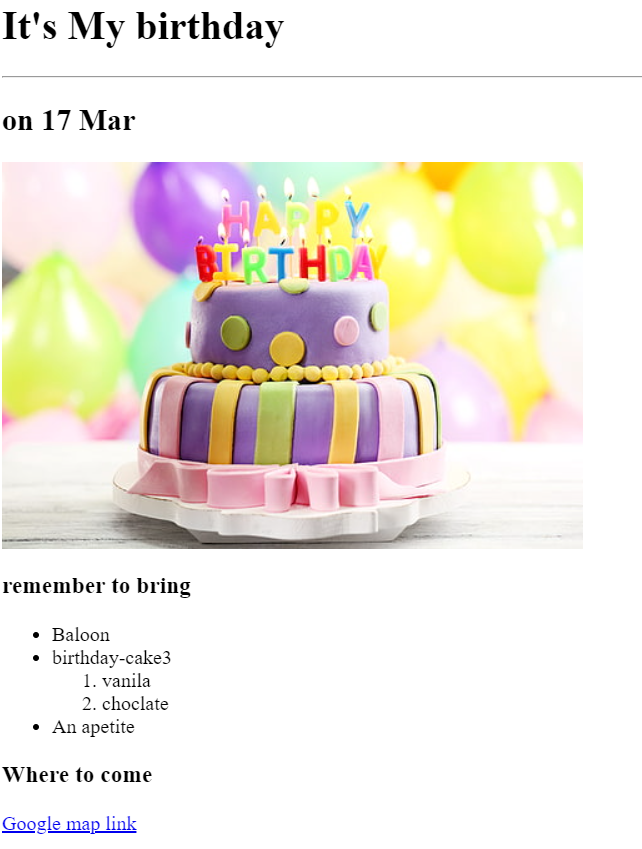 It's My birthday
on 17 Mar
HAPPY
BIRTHDAY
remember to bring
• Baloon
• birthday-cake3
1. vanila
2. choclate
• An apetite
Where to come
Google map link